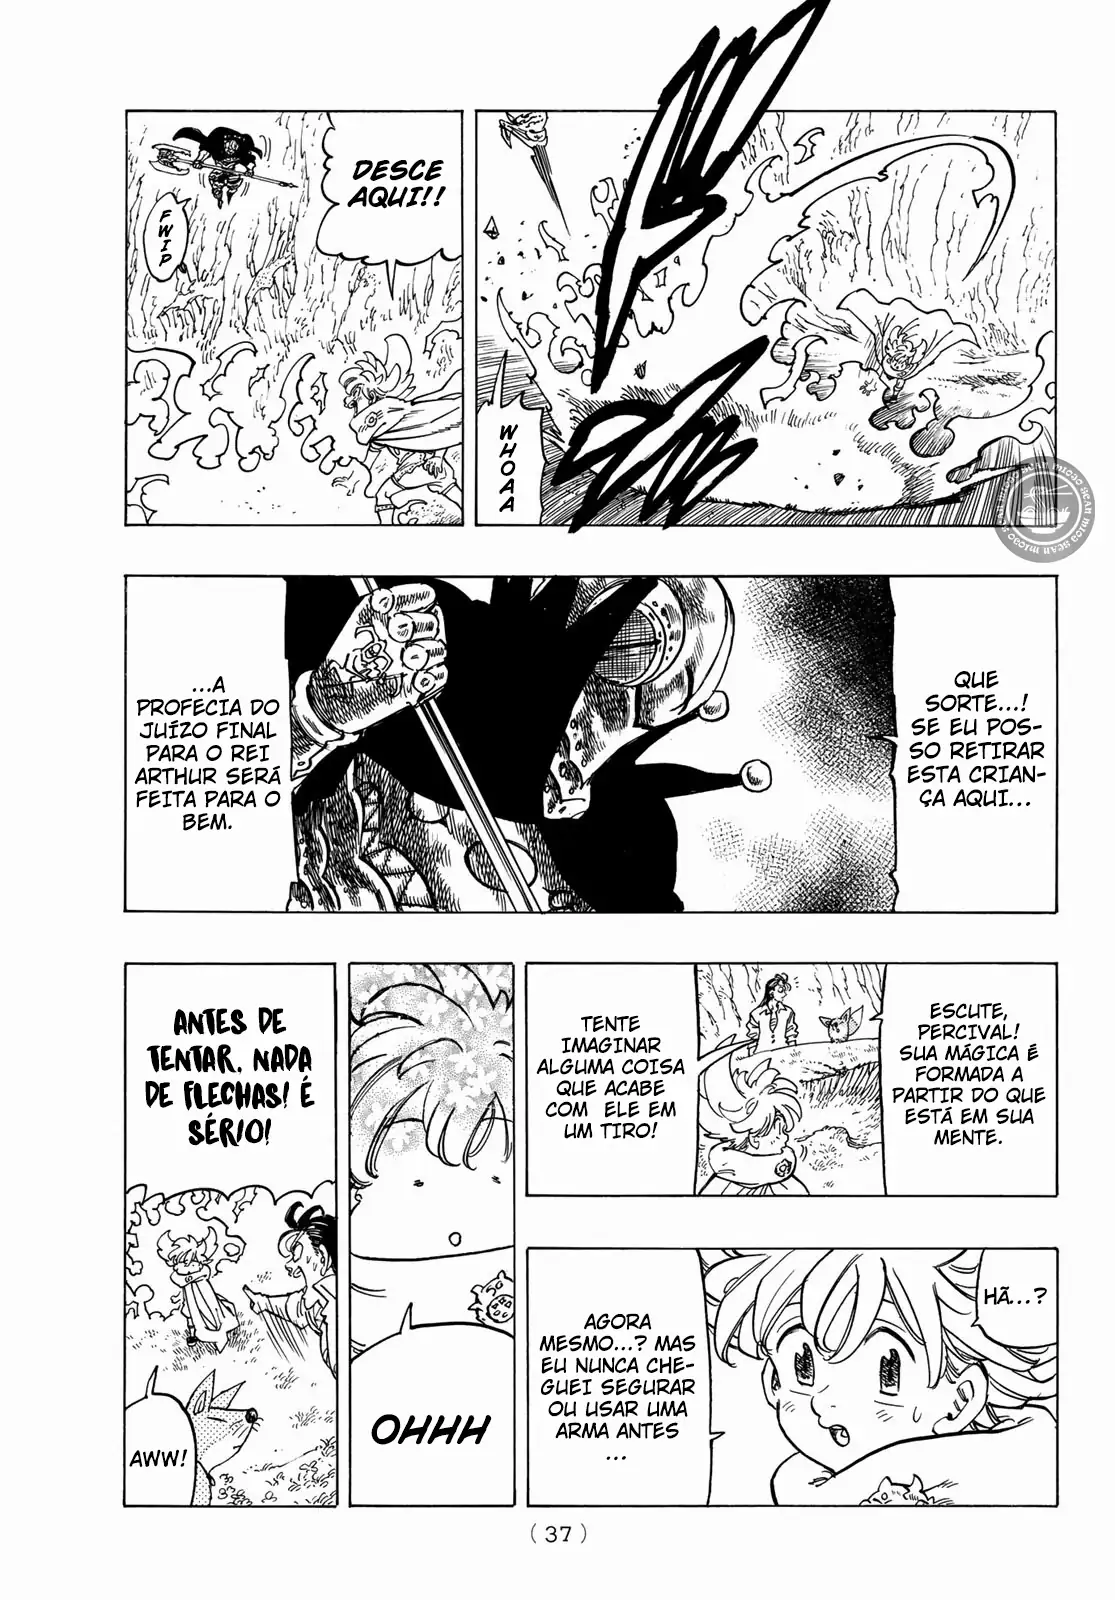 WHOAA
DESCE
AQUI!!
FWIP
QUE
SORTE...!
SE EU POS-
SO RETIRAR
ESTA CRIAN-
ÇA AQUI...
...A
PROFECIA DO
JUÍZO FINAL
PARA O REI
ARTHUR SERÁ
FEITA PARA O
BEM.
ESCUTE,
PERCIVAL!
SUA MÁGICA É
FORMADA A
PARTIR DO QUE
ESTÁ EM SUA
MENTE.
TENTE
IMAGINAR
ALGUMA COISA
QUE ACABE
COM ELE EM
UM TIRO!
HÃ...?
AGORA
MESMO...? MAS
EU NUNCA CHE-
GUEI SEGURAR
OU USAR UMA
ARMA ANTES
...
OHHH
ANTES DE
TENTAR, NADA
DE FLECHAS! É
SÉRIO!
AWW!
(37)